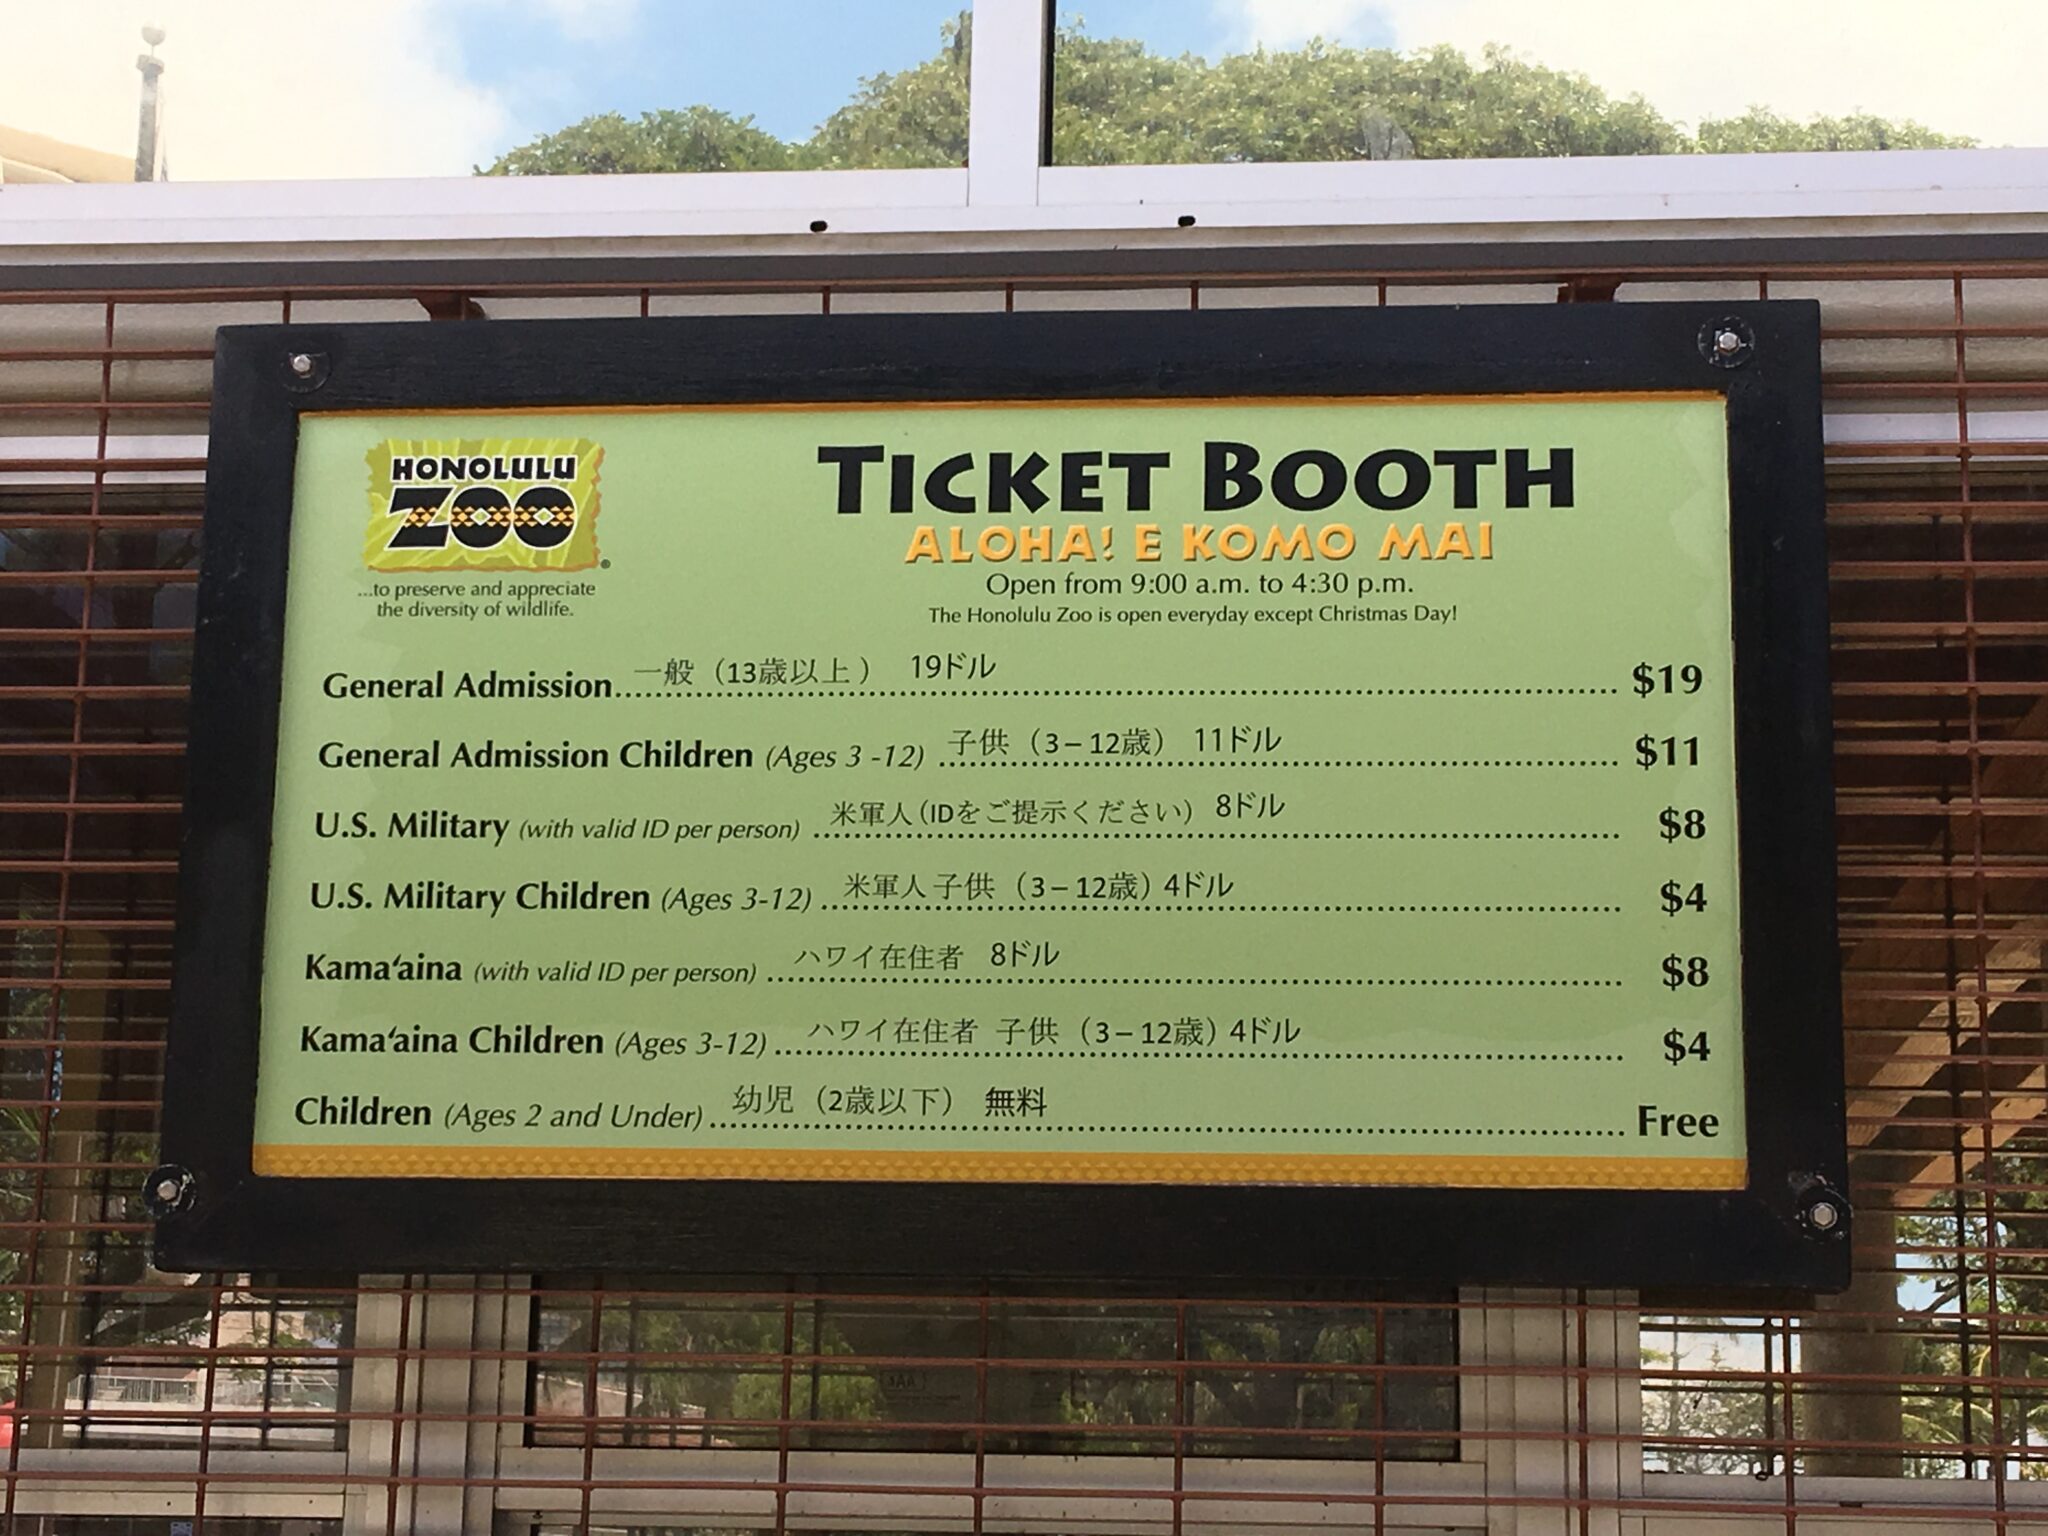 HONOLULU
ZOO
...to preserve and appreciate
the diversity of wildlife.
TICKET BOOTH
ALOHA! E KOMO MAI
Open from 9:00 a.m. to 4:30 p.m.
The Honolulu Zoo is open everyday except Christmas Day!
General Admission 一般（13歳以上） 19ドル $19
General Admission Children (Ages 3 -12) 子供（3–12歳） 11ドル $11
U.S. Military (with valid ID per person) 米軍人(IDをご提示ください) 8ドル $8
U.S. Military Children (Ages 3-12) 米軍人 子供（3–12歳）4ドル $4
Kama‘aina (with valid ID per person) ハワイ在住者 8ドル $8
Kama‘aina Children (Ages 3-12) ハワイ在住者 子供（3–12歳）4ドル $4
Children (Ages 2 and Under) 幼児（2歳以下） 無料 Free